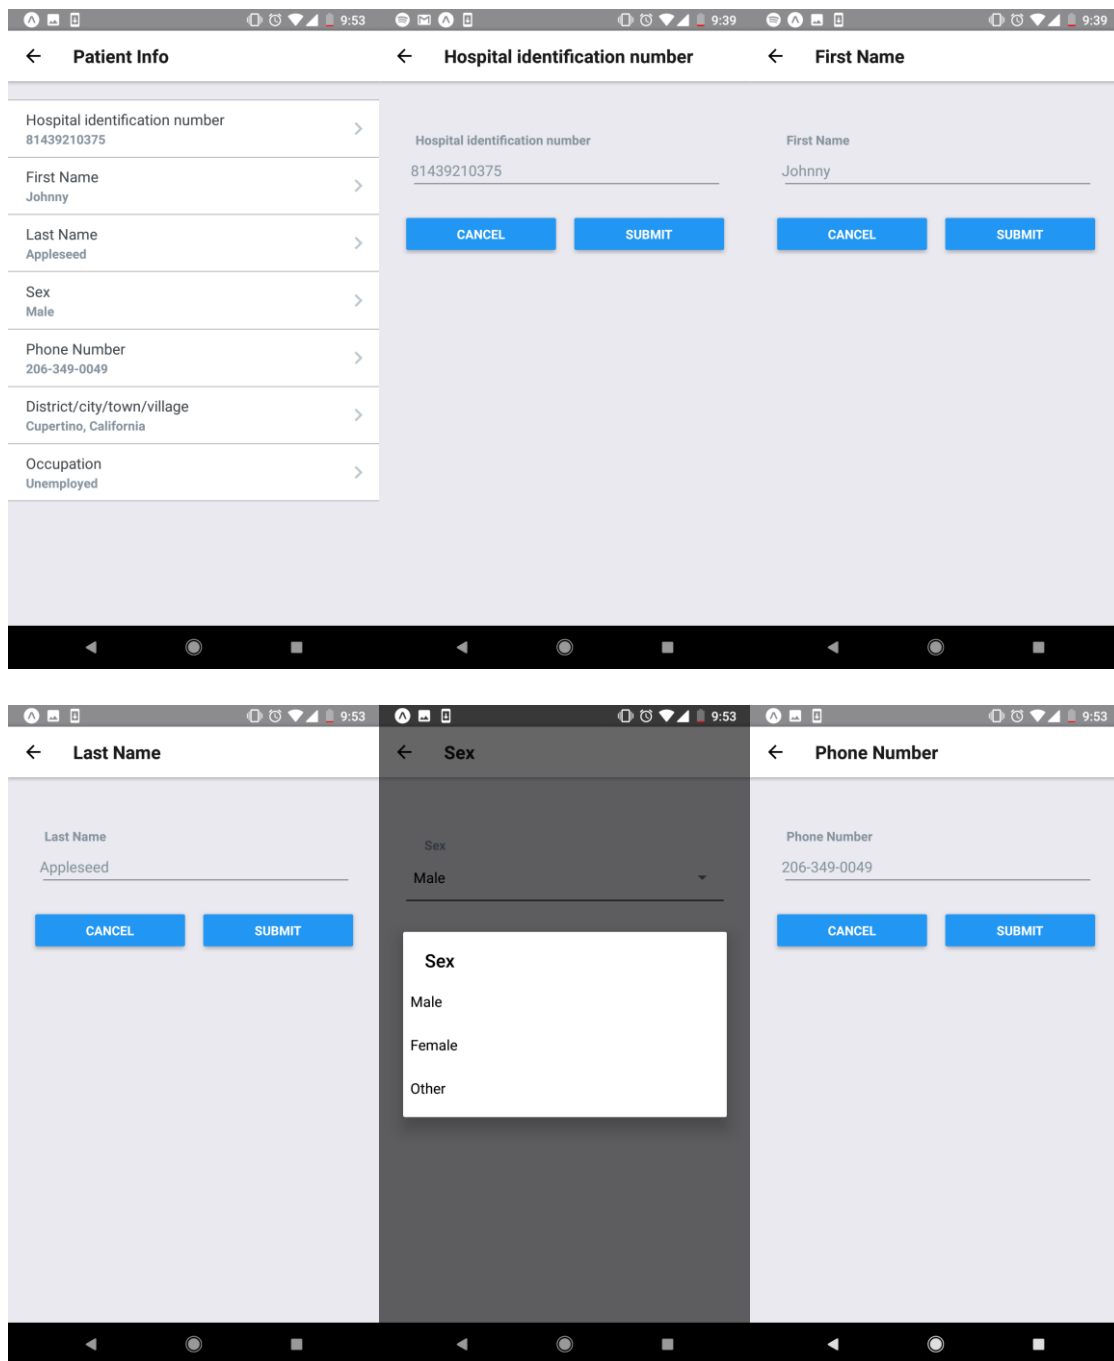 9:53
Patient Info
Hospital identification number
81439210375
First Name
Johnny
Last Name
Appleseed
Sex
Male
Phone Number
206-349-0049
District/city/town/village
Cupertino, California
Occupation
Unemployed
9:39
Hospital identification number
Hospital identification number
81439210375
CANCEL SUBMIT
9:39
First Name
First Name
Johnny
CANCEL SUBMIT
9:53
Last Name
Last Name
Appleseed
CANCEL SUBMIT
9:53
Sex
Sex
Male
Sex
Male
Female
Other
9:53
Phone Number
Phone Number
206-349-0049
CANCEL SUBMIT